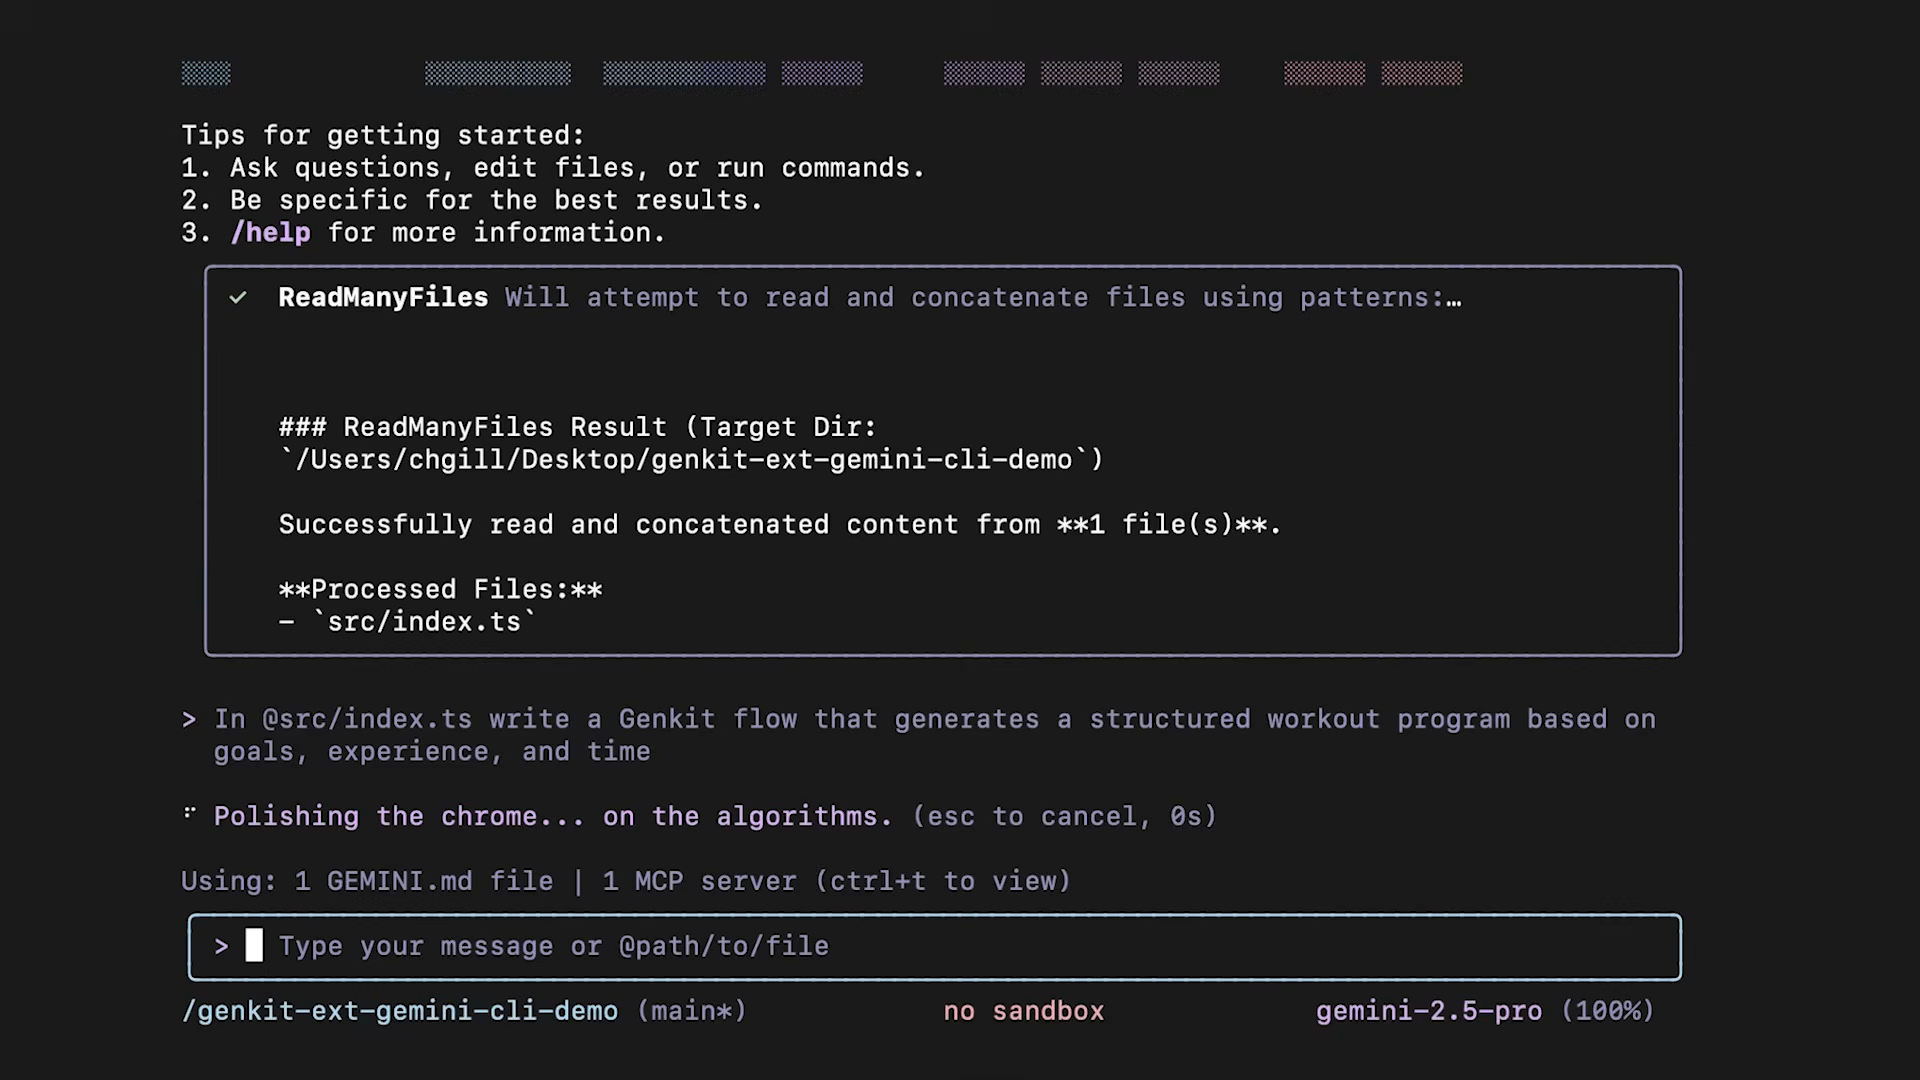 Tips for getting started:
1. Ask questions, edit files, or run commands.
2. Be specific for the best results.
3. /help for more information.
✓ ReadManyFiles Will attempt to read and concatenate files using patterns:…
### ReadManyFiles Result (Target Dir:
`/Users/chgill/Desktop/genkit-ext-gemini-cli-demo`)
Successfully read and concatenated content from **1 file(s)**.
**Processed Files:**
- `src/index.ts`
> In @src/index.ts write a Genkit flow that generates a structured workout program based on
goals, experience, and time
Polishing the chrome... on the algorithms. (esc to cancel, 0s)
Using: 1 GEMINI.md file | 1 MCP server (ctrl+t to view)
> Type your message or @path/to/file
/genkit-ext-gemini-cli-demo (main*) no sandbox gemini-2.5-pro (100%)